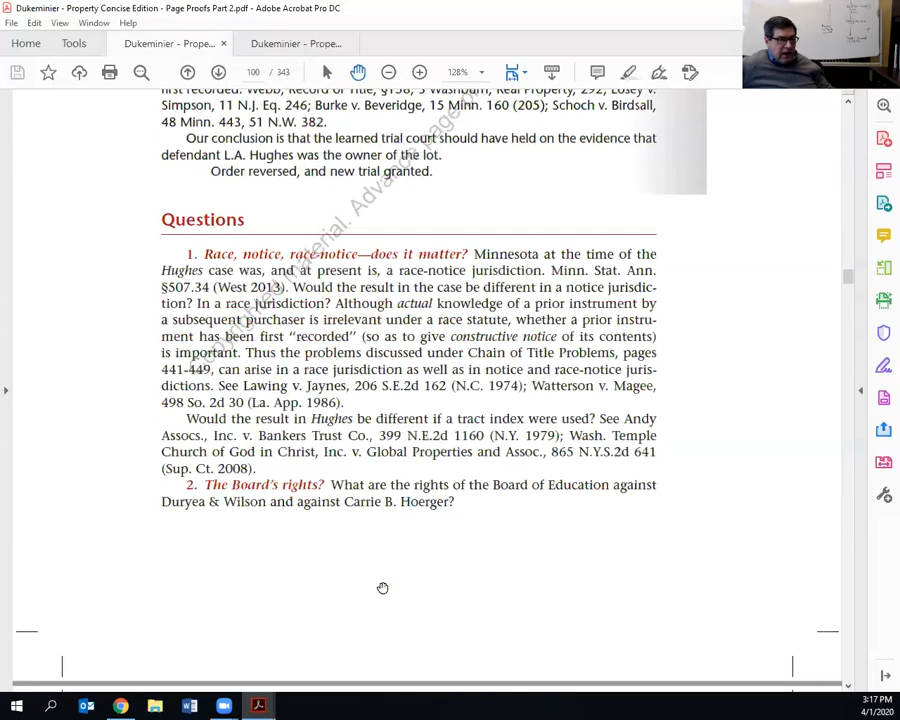 Dukeminier - Property Concise Edition - Page Proofs Part 2.pdf - Adobe Acrobat Pro DC
File Edit View Window Help
Home Tools Dukeminier - Prope... × Dukeminier - Prope...
100 / 343 128%
Simpson, 11 N.J. Eq. 246; Burke v. Beveridge, 15 Minn. 160 (205); Schoch v. Birdsall,
48 Minn. 443, 51 N.W. 382.
Our conclusion is that the learned trial court should have held on the evidence that
defendant L.A. Hughes was the owner of the lot.
Order reversed, and new trial granted.
Questions
1. Race, notice, race-notice—does it matter? Minnesota at the time of the
Hughes case was, and at present is, a race-notice jurisdiction. Minn. Stat. Ann.
§507.34 (West 2013). Would the result in the case be different in a notice jurisdic-
tion? In a race jurisdiction? Although actual knowledge of a prior instrument by
a subsequent purchaser is irrelevant under a race statute, whether a prior instru-
ment has been first "recorded" (so as to give constructive notice of its contents)
is important. Thus the problems discussed under Chain of Title Problems, pages
441-449, can arise in a race jurisdiction as well as in notice and race-notice juris-
dictions. See Lawing v. Jaynes, 206 S.E.2d 162 (N.C. 1974); Watterson v. Magee,
498 So. 2d 30 (La. App. 1986).
Would the result in Hughes be different if a tract index were used? See Andy
Assocs., Inc. v. Bankers Trust Co., 399 N.E.2d 1160 (N.Y. 1979); Wash. Temple
Church of God in Christ, Inc. v. Global Properties and Assoc., 865 N.Y.S.2d 641
(Sup. Ct. 2008).
2. The Board's rights? What are the rights of the Board of Education against
Duryea & Wilson and against Carrie B. Hoerger?
Copyrighted Material. Advance Page
3:17 PM
4/1/2020